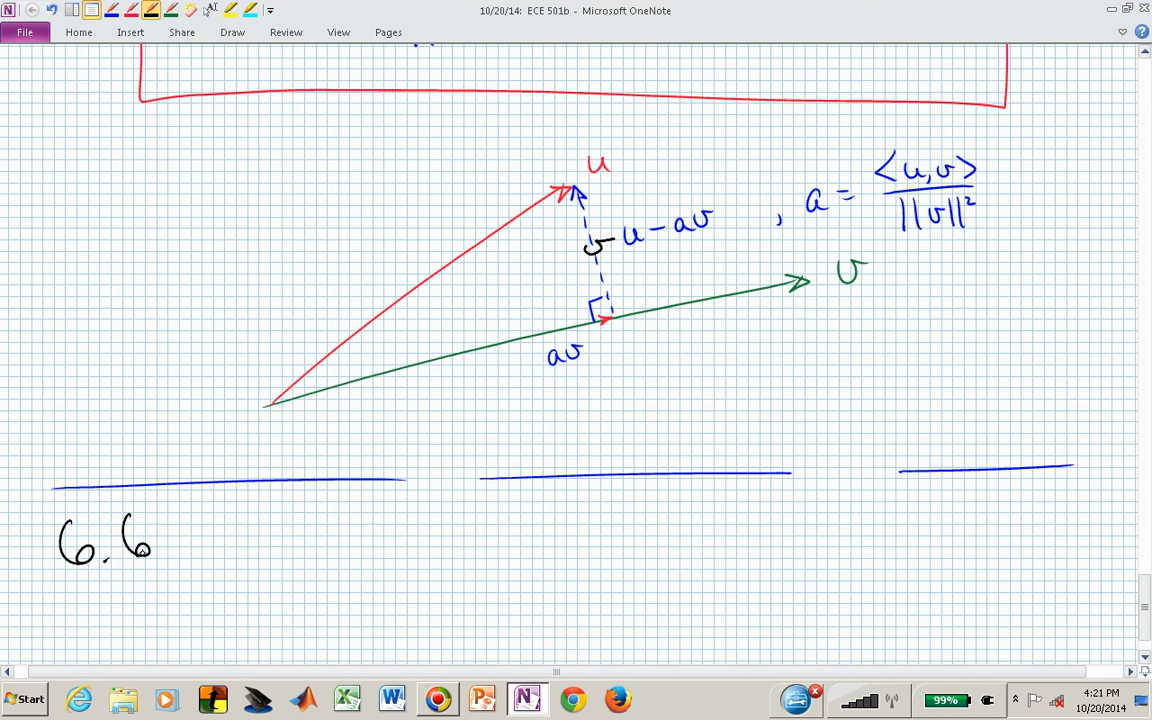 10/20/14: ECE 501b - Microsoft OneNote
File Home Insert Share Draw Review View Pages
u
u - av , a = <u,v> / ||v||²
v
av
6.6
Start 99% 4:21 PM
10/20/2014